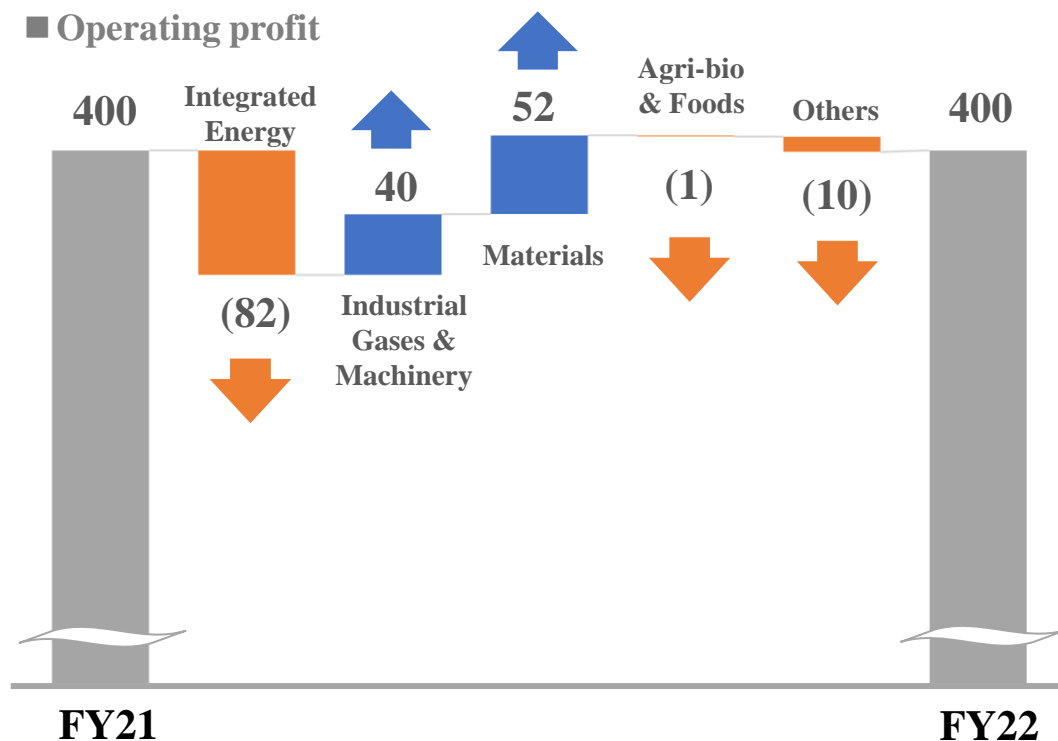 Operating profit
400
Integrated
Energy
(82)
40
Industrial
Gases &
Machinery
52
Materials
Agri-bio
& Foods
(1)
Others
(10)
400
FY21
FY22